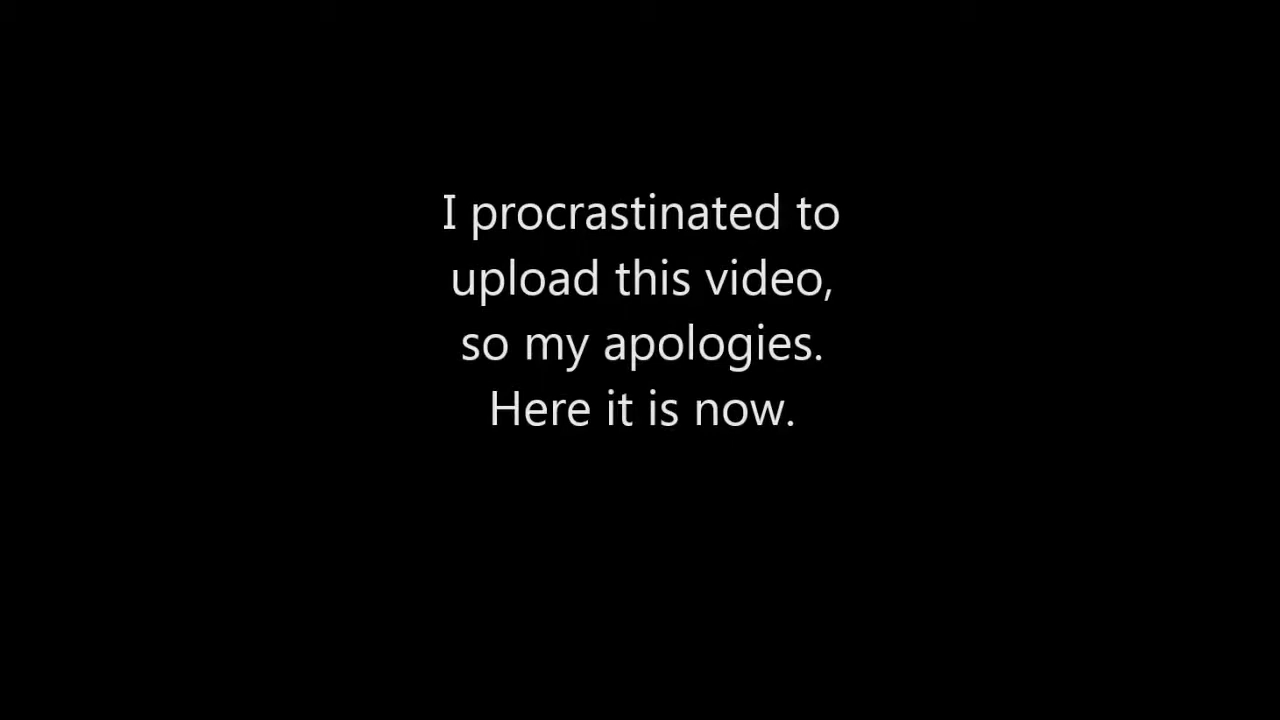 I procrastinated to
upload this video,
so my apologies.
Here it is now.